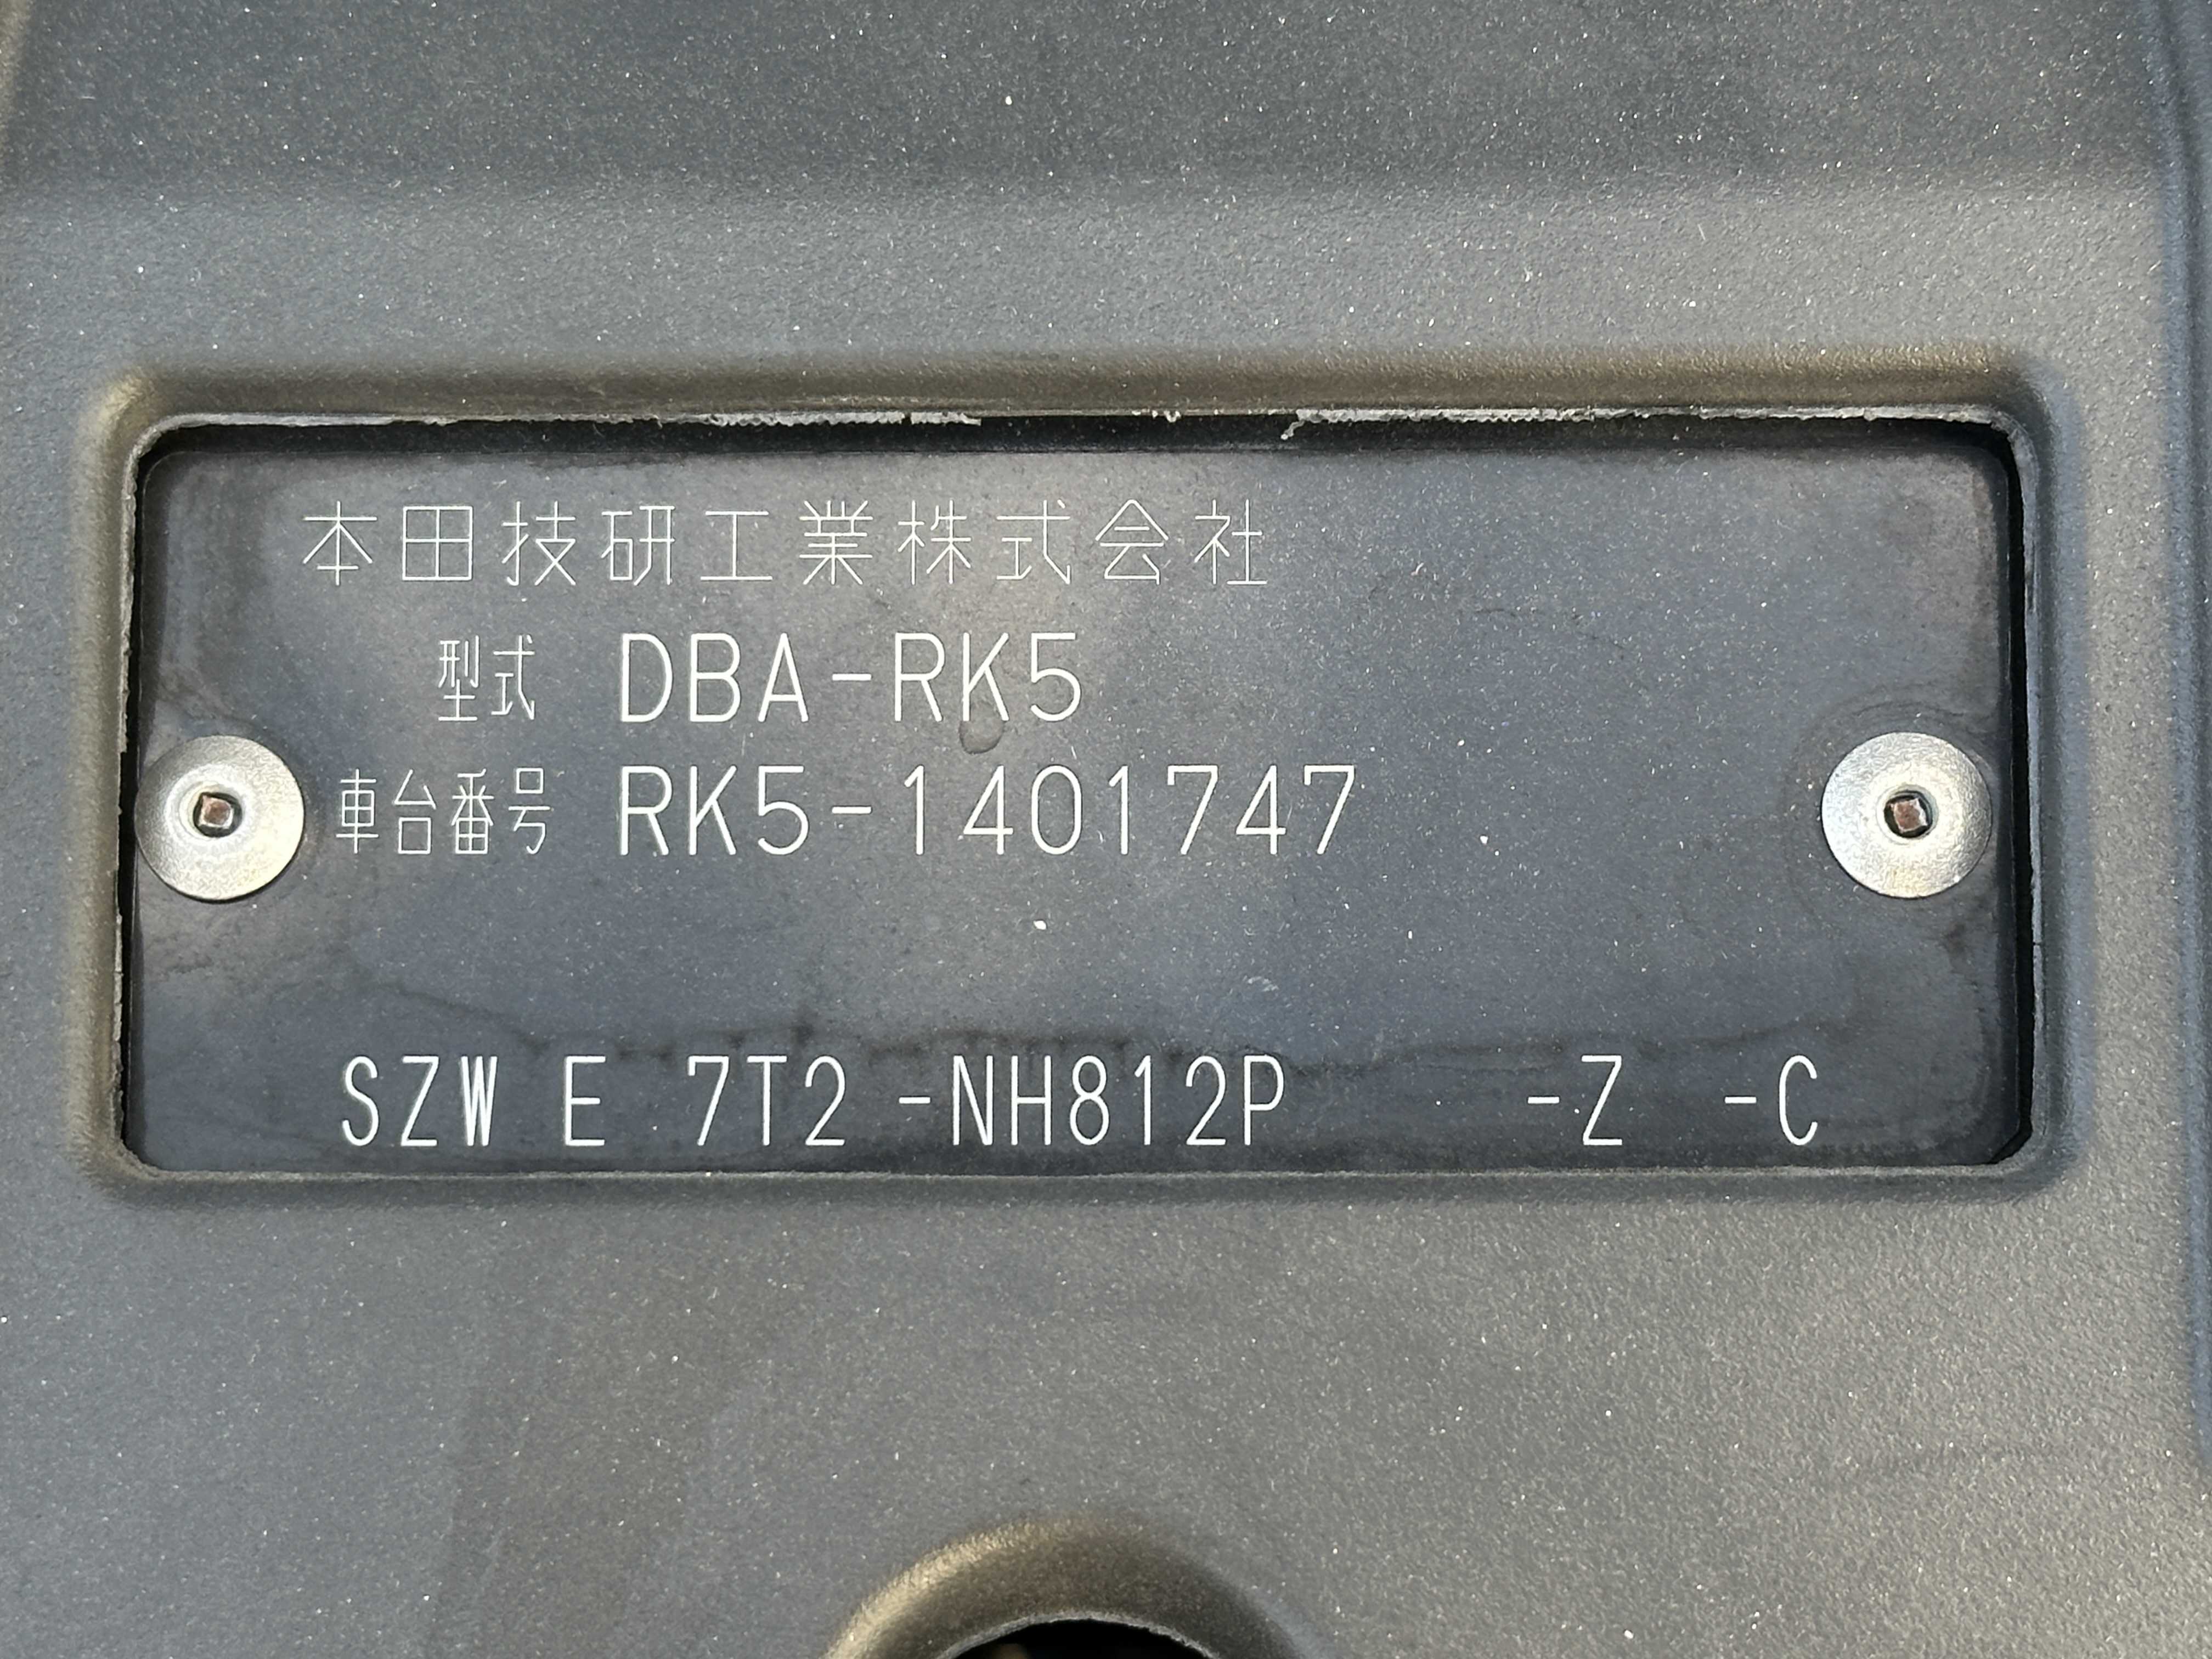 本田技研工業株式会社
型式 DBA-RK5
車台番号 RK5-1401747
SZW E 7T2 -NH812P -Z -C